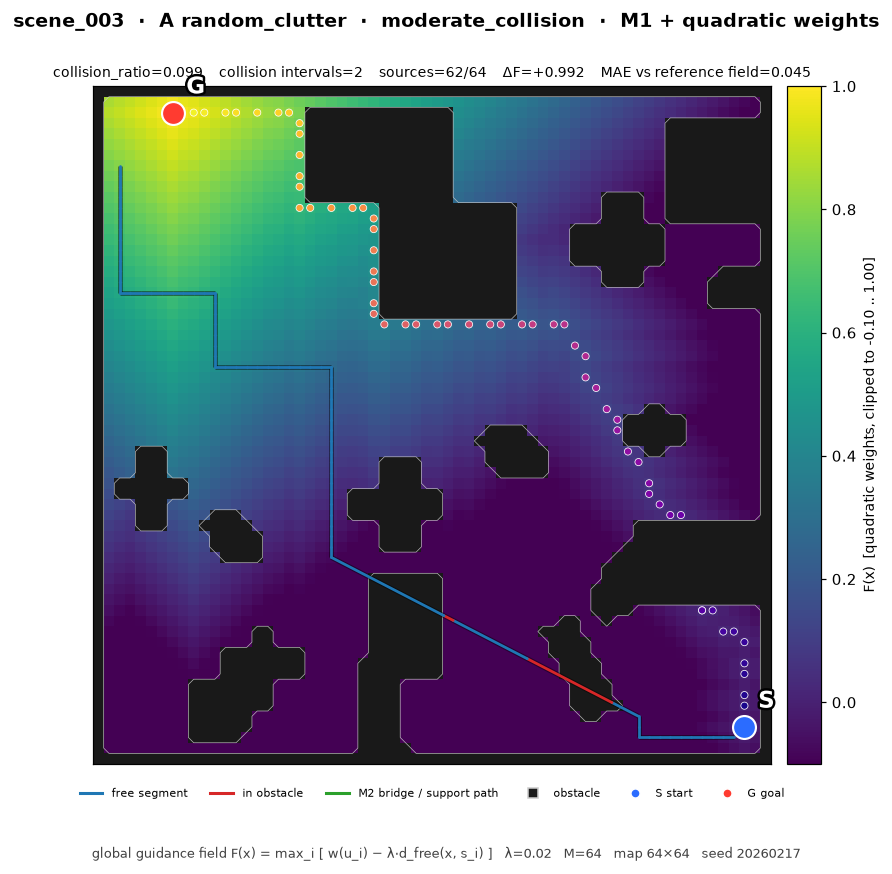 scene_003 · A random_clutter · moderate_collision · M1 + quadratic weights
collision_ratio=0.099 collision intervals=2 sources=62/64 ΔF=+0.992 MAE vs reference field=0.045
G
1.0
0.8
0.6
0.4
0.2
0.0
F(x) [quadratic weights, clipped to -0.10 .. 1.00]
S
free segment
in obstacle
M2 bridge / support path
obstacle
S start
G goal
global guidance field F(x) = max_i [ w(u_i) − λ·d_free(x, s_i) ] λ=0.02 M=64 map 64×64 seed 20260217